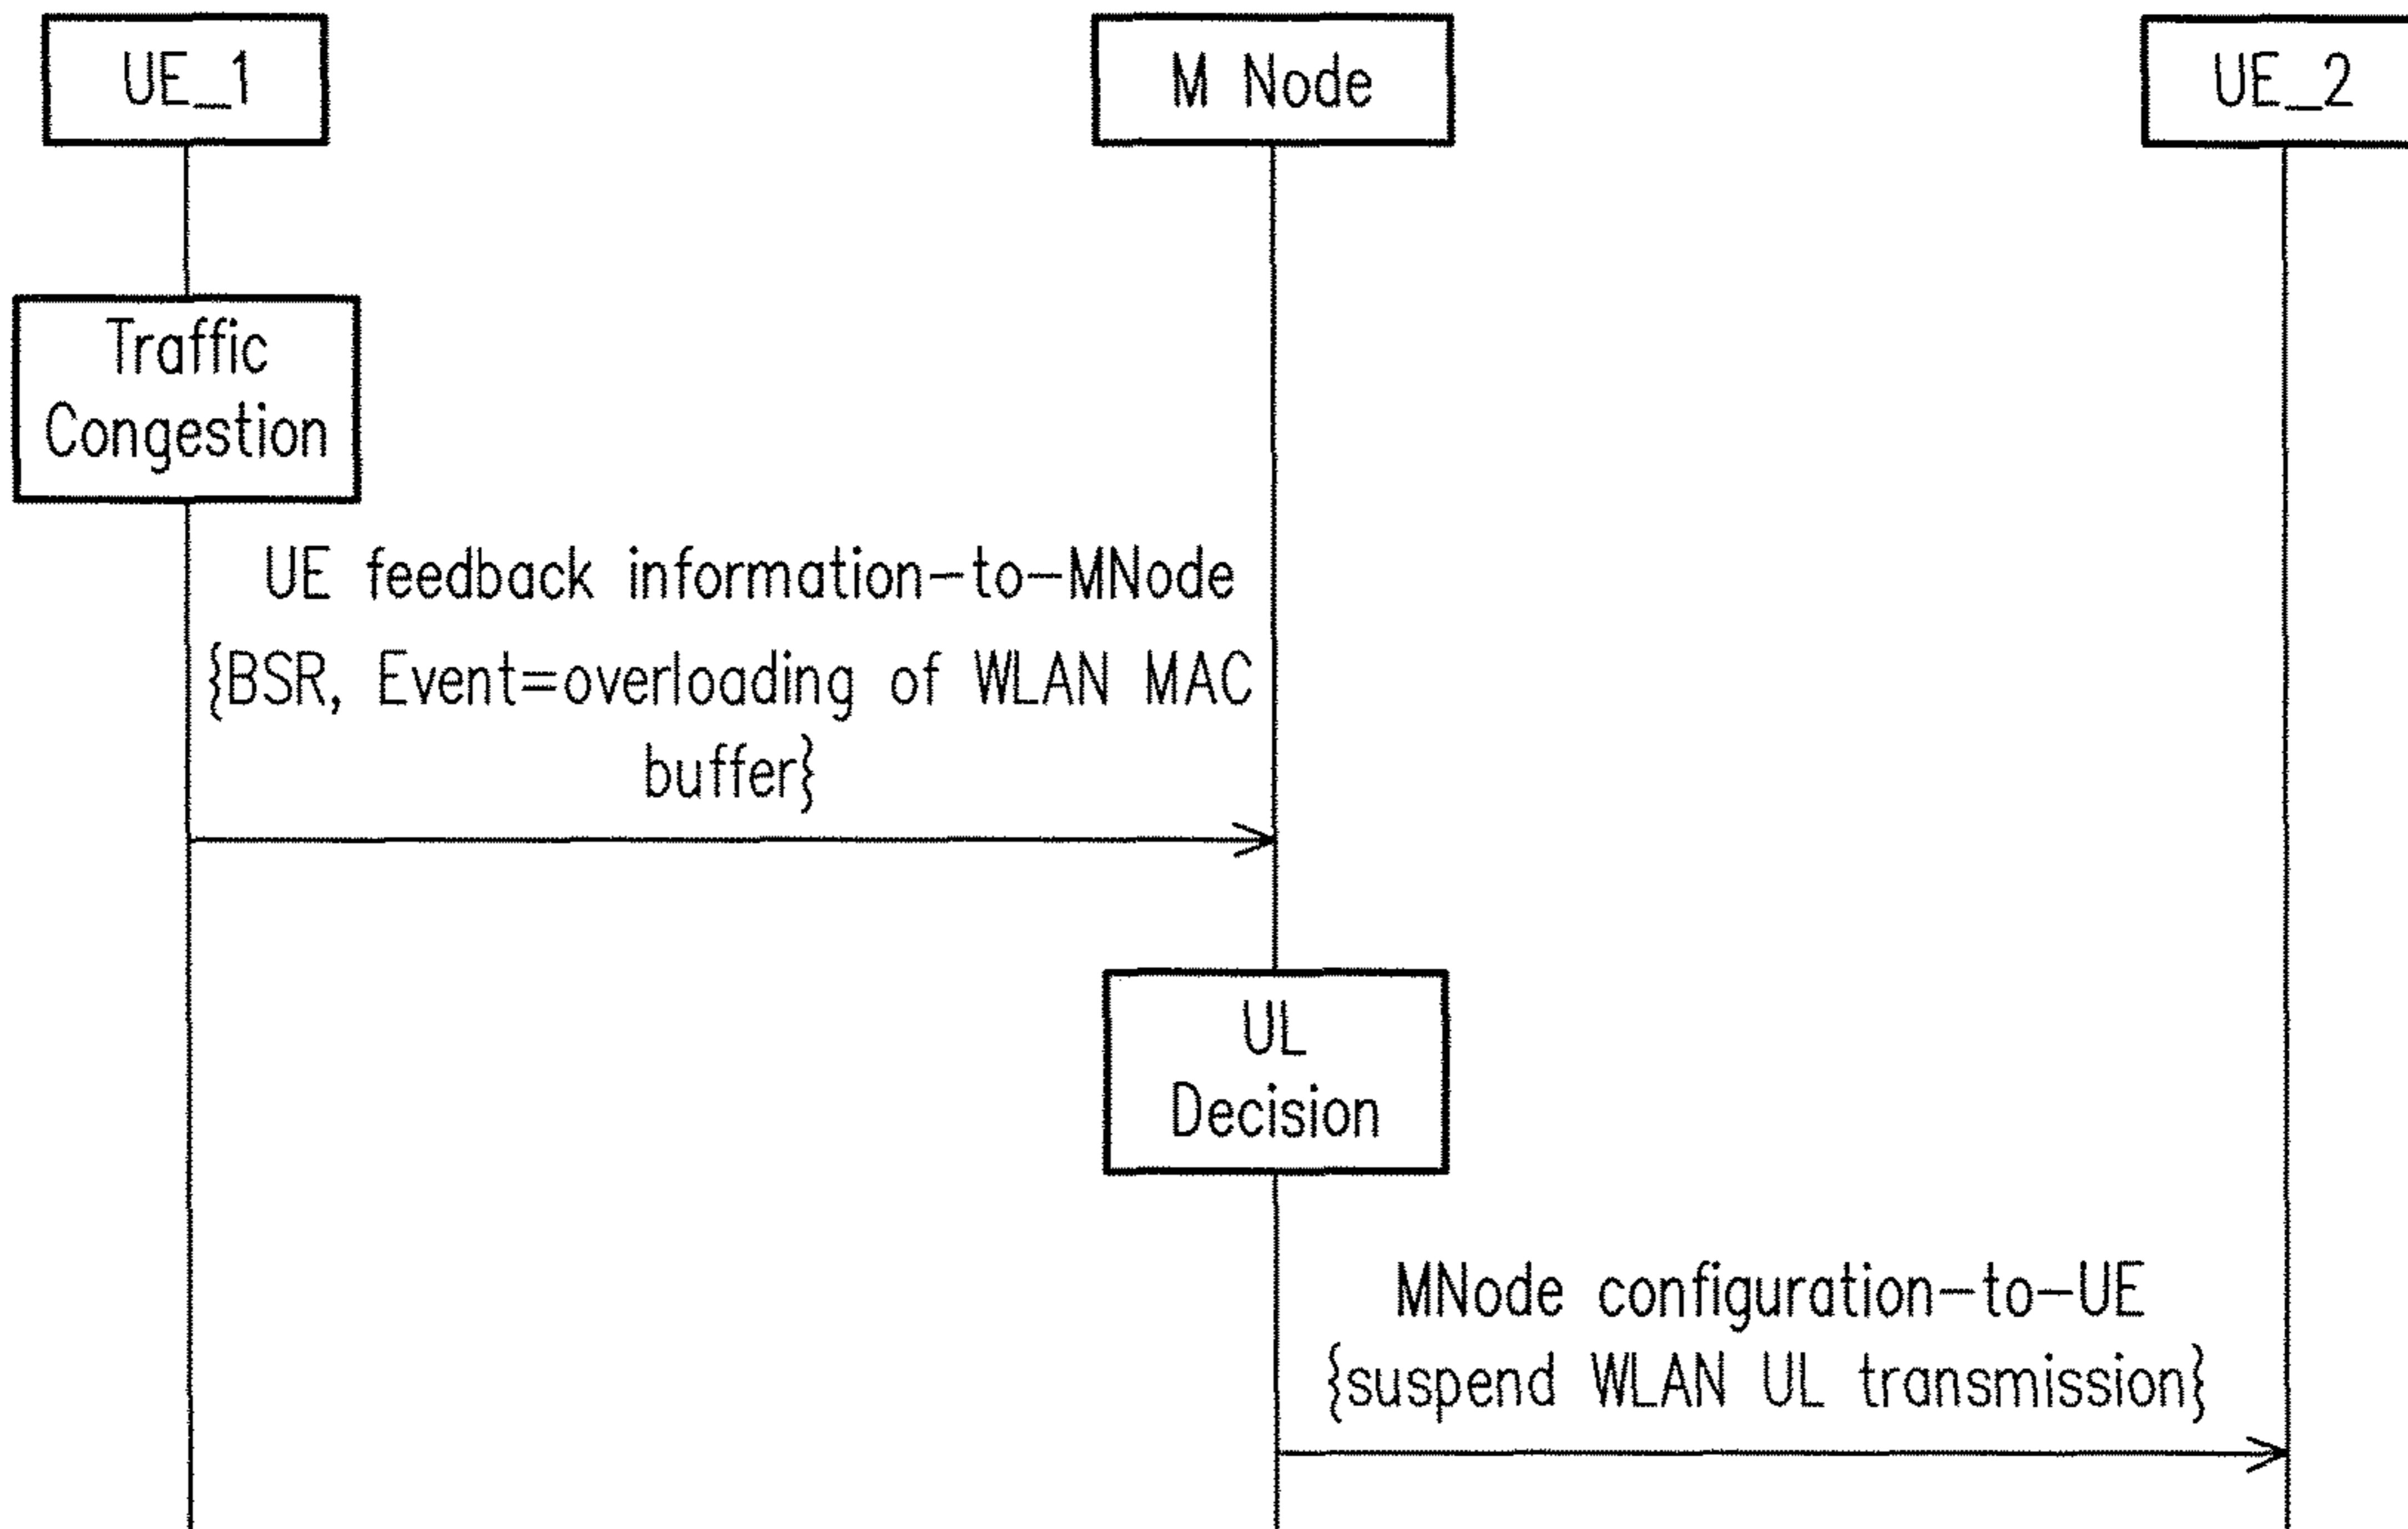 UE_1
M Node
UE_2
Traffic
Congestion
UE feedback information-to-MNode
{BSR, Event=overloading of WLAN MAC
buffer}
UL
Decision
MNode configuration-to-UE
{suspend WLAN UL transmission}